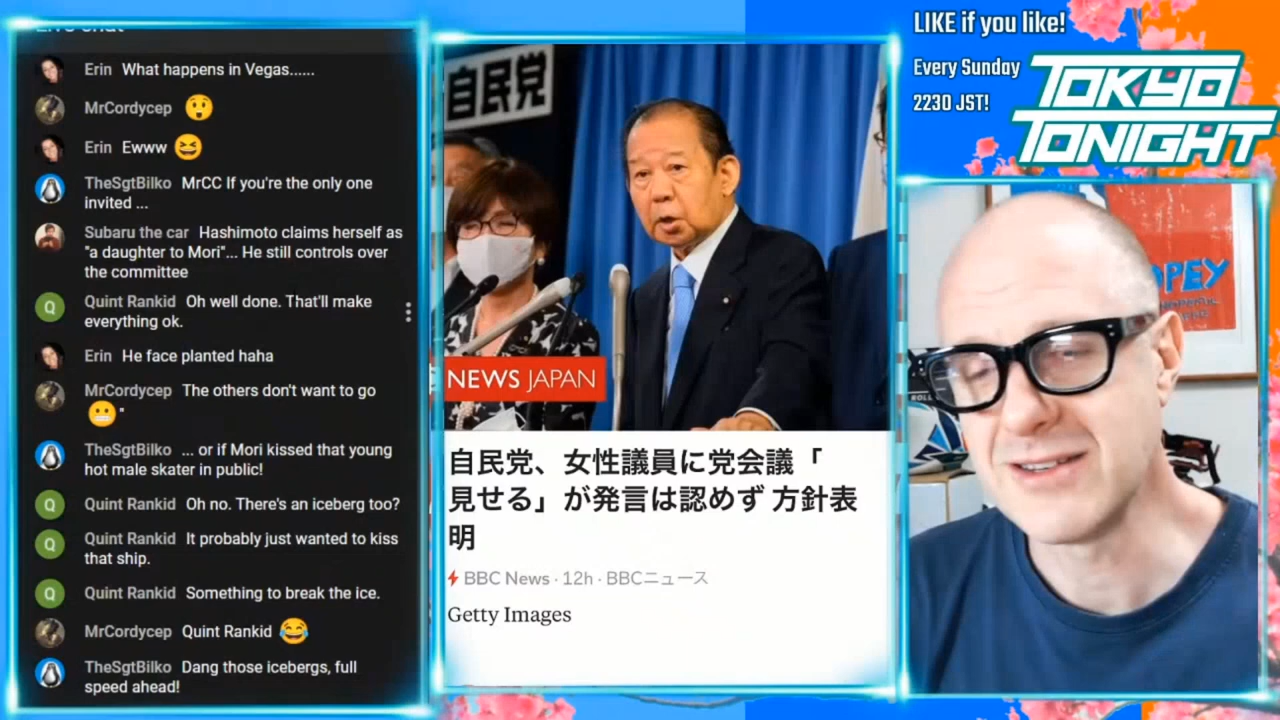 Live chat
Erin What happens in Vegas......
MrCordycep 😲
Erin Ewww 😆
TheSgtBilko MrCC If you're the only one
invited ...
Subaru the car Hashimoto claims herself as
"a daughter to Mori"... He still controls over
the committee
Quint Rankid Oh well done. That'll make
everything ok.
Erin He face planted haha
MrCordycep The others don't want to go
😬"
TheSgtBilko ... or if Mori kissed that young
hot male skater in public!
Quint Rankid Oh no. There's an iceberg too?
Quint Rankid It probably just wanted to kiss
that ship.
Quint Rankid Something to break the ice.
MrCordycep Quint Rankid 😂
TheSgtBilko Dang those icebergs, full
speed ahead!
自民党
NEWS JAPAN
自民党、女性議員に党会議「
見せる」が発言は認めず 方針表
明
BBC News · 12h · BBCニュース
Getty Images
LIKE if you like!
Every Sunday
2230 JST!
TOKYO
TONIGHT
OPEY